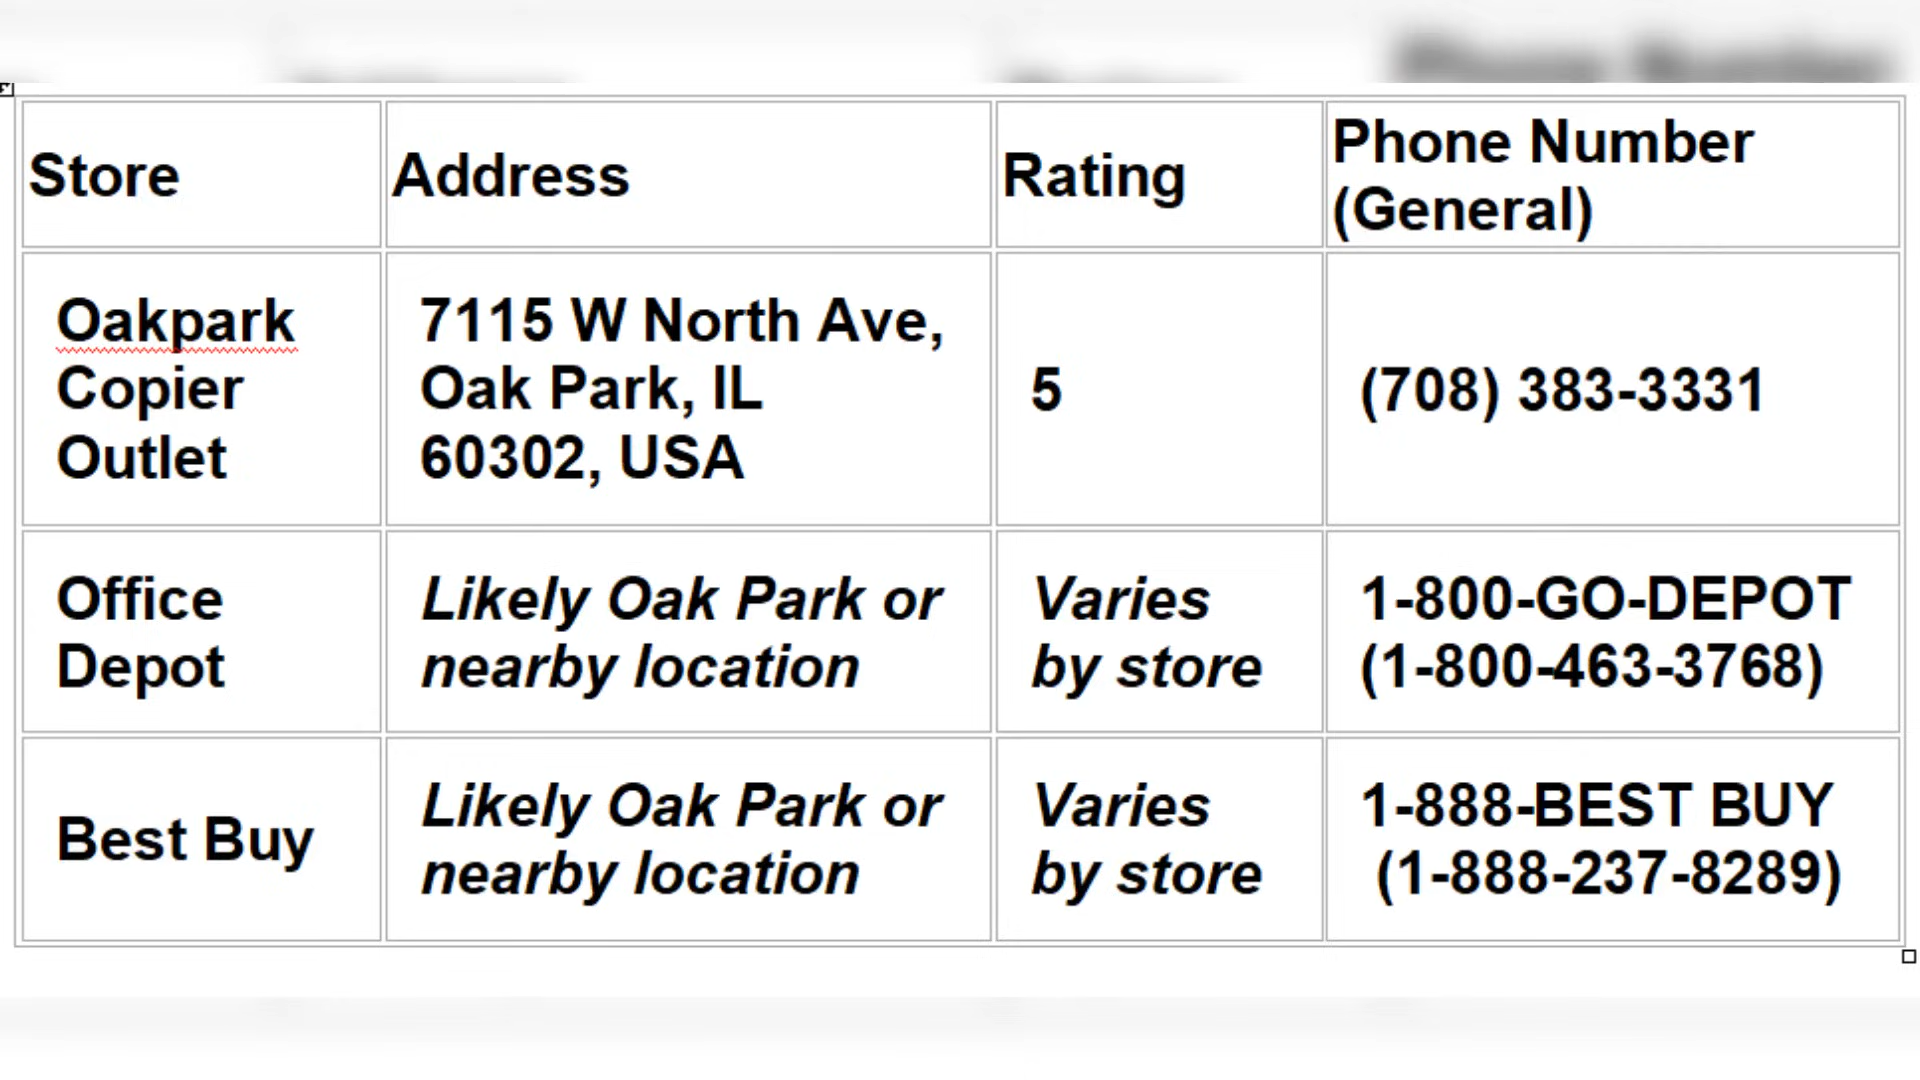 Store
Address
Rating
Phone Number
(General)
Oakpark
Copier
Outlet
7115 W North Ave,
Oak Park, IL
60302, USA
5
(708) 383-3331
Office
Depot
Likely Oak Park or
nearby location
Varies
by store
1-800-GO-DEPOT
(1-800-463-3768)
Best Buy
Likely Oak Park or
nearby location
Varies
by store
1-888-BEST BUY
(1-888-237-8289)